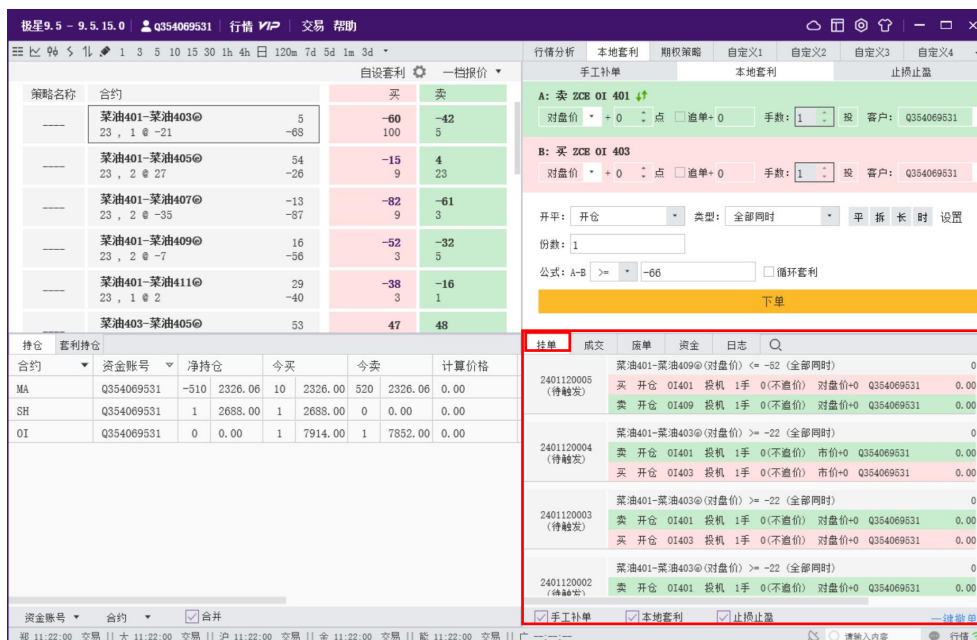 极星9.5 - 9.5.15.0 Q354069531 行情 VIP 交易 帮助
1 3 5 10 15 30 1h 4h 日 120m 7d 5d 1m 3d
行情分析 本地套利 期权策略 自定义1 自定义2 自定义3 自定义4
自设套利 一档报价
手工补单 本地套利 止损止盈
策略名称 合约 买 卖
---- 菜油401-菜油403 5 -60 -42
23 , 1 @ -21 -68 100 5
---- 菜油401-菜油405 54 -15 4
23 , 2 @ 27 -26 9 23
---- 菜油401-菜油407 -13 -82 -61
23 , 2 @ -35 -87 9 3
---- 菜油401-菜油409 16 -52 -32
23 , 2 @ -7 -56 3 5
---- 菜油401-菜油411 29 -38 -16
23 , 1 @ 2 -40 3 1
菜油403-菜油405 53 47 48
A: 卖 ZCE OI 401
对盘价 + 0 点 追单+ 0 手数: 1 投 客户: Q354069531
B: 买 ZCE OI 403
对盘价 + 0 点 追单+ 0 手数: 1 投 客户: Q354069531
开平: 开仓 类型: 全部同时 平 拆 长 时 设置
份数: 1
公式: A-B >= -66 循环套利
下单
持仓 套利持仓
合约 资金账号 净持仓 今买 今卖 计算价格
MA Q354069531 -510 2326.06 10 2326.00 520 2326.06 0.00
SH Q354069531 1 2688.00 1 2688.00 0 0.00 0.00
OI Q354069531 0 0.00 1 7914.00 1 7852.00 0.00
挂单 成交 废单 资金 日志
2401120005
(待触发)
菜油401-菜油409(对盘价) <= -52 (全部同时) 0
买 开仓 OI401 投机 1手 0(不追价) 对盘价+0 Q354069531 0.00
卖 开仓 OI409 投机 1手 0(不追价) 对盘价+0 Q354069531 0.00
2401120004
(待触发)
菜油401-菜油403(对盘价) >= -22 (全部同时) 0
卖 开仓 OI401 投机 1手 0(不追价) 市价+0 Q354069531 0.00
买 开仓 OI403 投机 1手 0(不追价) 市价+0 Q354069531 0.00
2401120003
(待触发)
菜油401-菜油403(对盘价) >= -22 (全部同时) 0
卖 开仓 OI401 投机 1手 0(不追价) 对盘价+0 Q354069531 0.00
买 开仓 OI403 投机 1手 0(不追价) 对盘价+0 Q354069531 0.00
2401120002
(待触发)
菜油401-菜油403(对盘价) >= -22 (全部同时) 0
卖 开仓 OI401 投机 1手 0(不追价) 对盘价+0 Q354069531 0.00
资金账号 合约 合并
手工补单 本地套利 止损止盈 一键撤单
郑 11:22:00 交易 || 大 11:22:00 交易 || 沪 11:22:00 交易 || 金 11:22:00 交易 || 能 11:22:00 交易 || 广 --:--:-- 请输入内容 行情